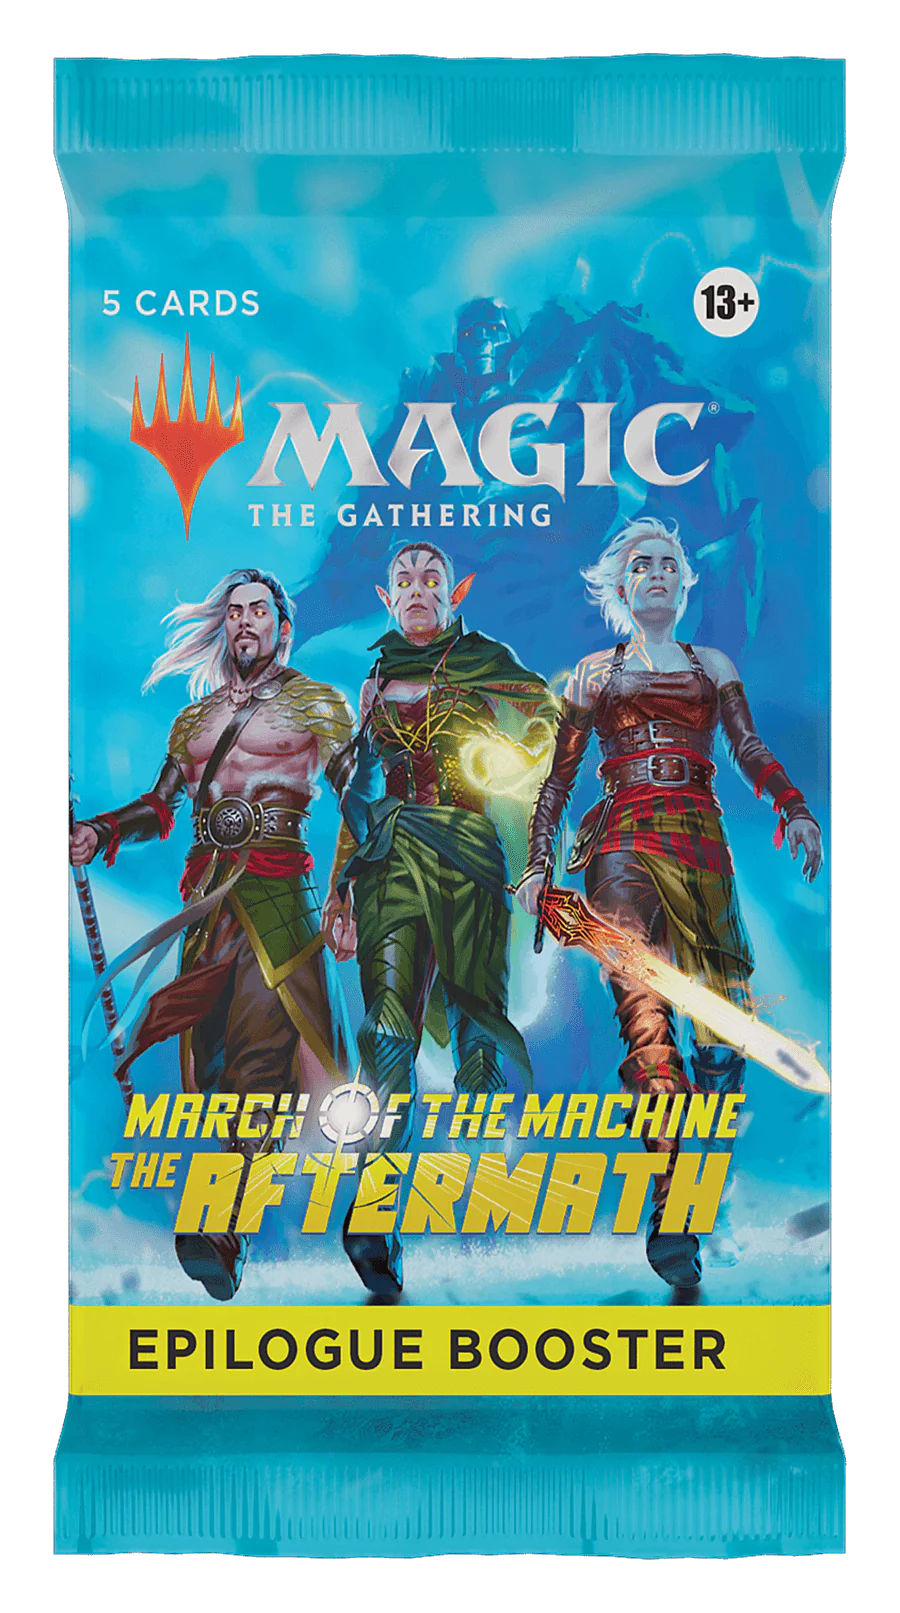 5 CARDS
13+
MAGIC®
THE GATHERING
MARCH OF THE MACHINE
THE AFTERMATH
EPILOGUE BOOSTER